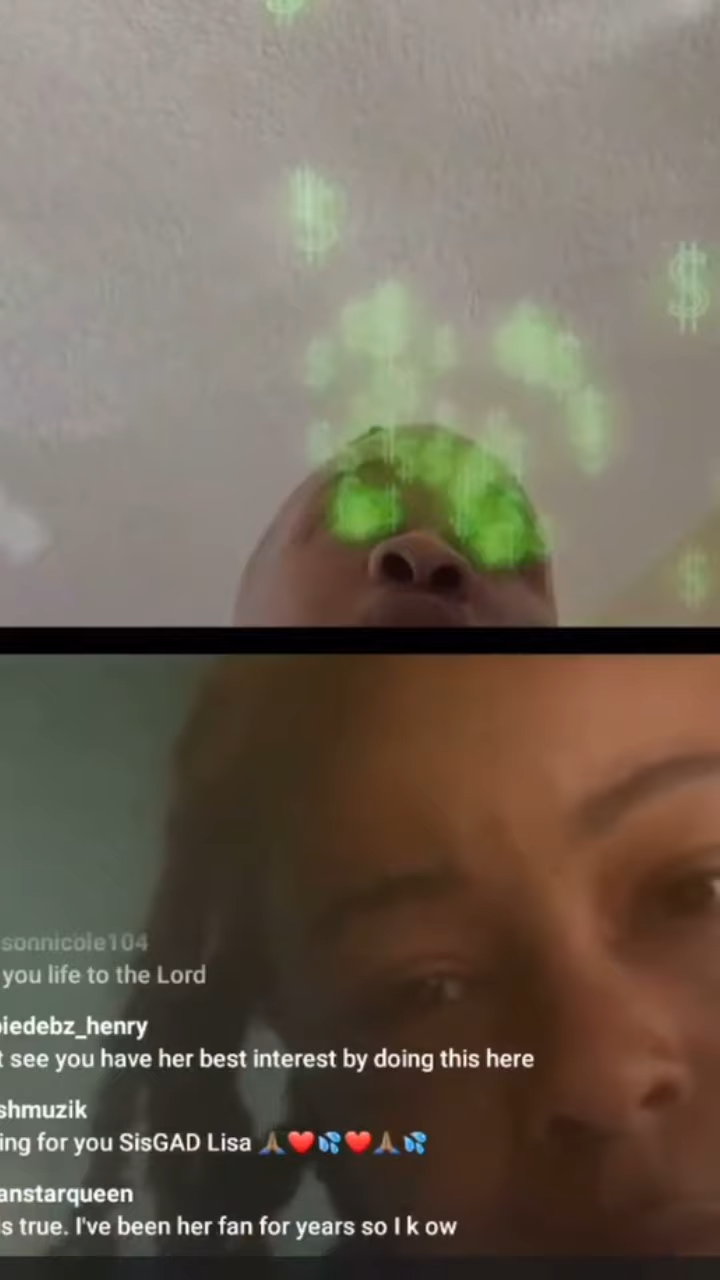 sonnicole104
you life to the Lord
iedebz_henry
t see you have her best interest by doing this here
shmuzik
ing for you SisGAD Lisa 🙏🏾❤️💦❤️🙏🏾💦
anstarqueen
s true. I've been her fan for years so I k ow